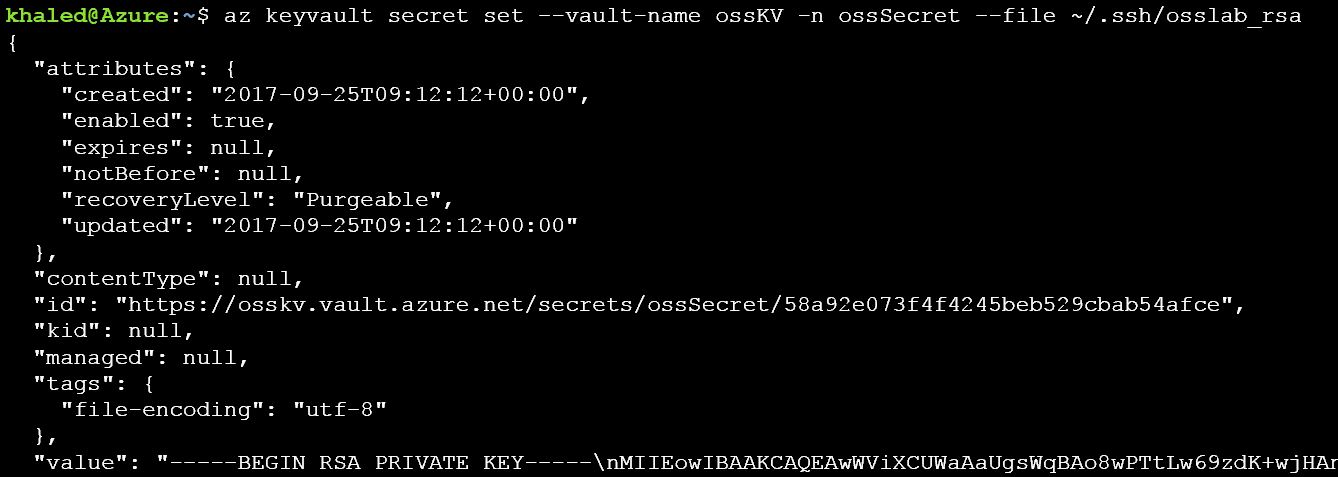 khaled@Azure:~$ az keyvault secret set --vault-name ossKV -n ossSecret --file ~/.ssh/osslab_rsa
{
  "attributes": {
    "created": "2017-09-25T09:12:12+00:00",
    "enabled": true,
    "expires": null,
    "notBefore": null,
    "recoveryLevel": "Purgeable",
    "updated": "2017-09-25T09:12:12+00:00"
  },
  "contentType": null,
  "id": "https://osskv.vault.azure.net/secrets/ossSecret/58a92e073f4f4245beb529cbab54afce",
  "kid": null,
  "managed": null,
  "tags": {
    "file-encoding": "utf-8"
  },
  "value": "-----BEGIN RSA PRIVATE KEY-----\nMIIEowIBAAKCAQEAwWViXCUWaAaUgsWqBAo8wPTtLw69zdK+wjHAr